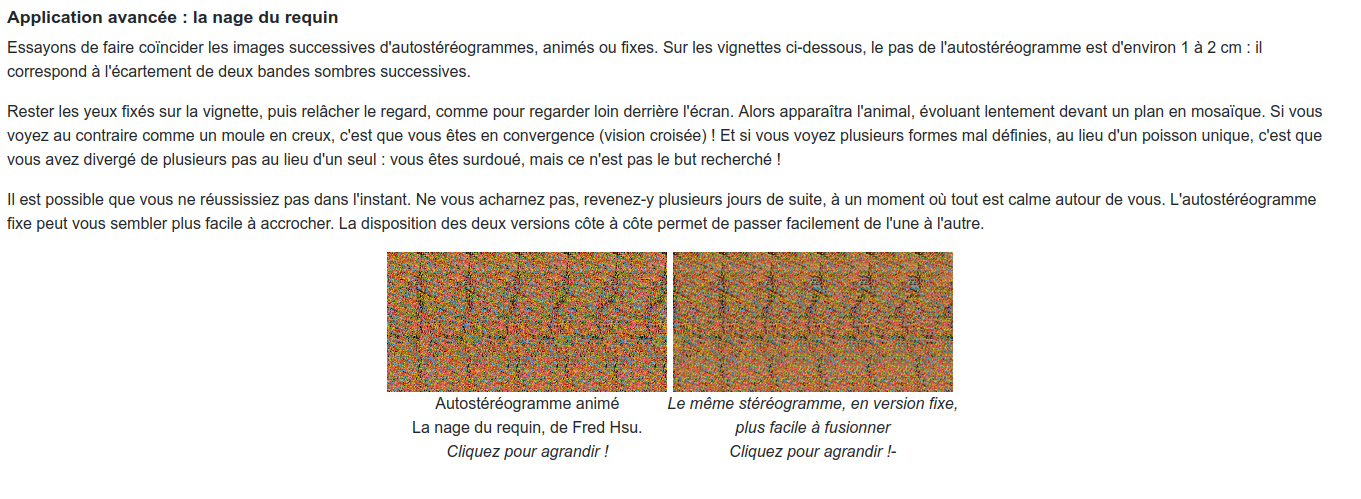 Application avancée : la nage du requin
Essayons de faire coïncider les images successives d'autostéréogrammes, animés ou fixes. Sur les vignettes ci-dessous, le pas de l'autostéréogramme est d'environ 1 à 2 cm : il
correspond à l'écartement de deux bandes sombres successives.
Rester les yeux fixés sur la vignette, puis relâcher le regard, comme pour regarder loin derrière l'écran. Alors apparaîtra l'animal, évoluant lentement devant un plan en mosaïque. Si vous
voyez au contraire comme un moule en creux, c'est que vous êtes en convergence (vision croisée) ! Et si vous voyez plusieurs formes mal définies, au lieu d'un poisson unique, c'est que
vous avez divergé de plusieurs pas au lieu d'un seul : vous êtes surdoué, mais ce n'est pas le but recherché !
Il est possible que vous ne réussissiez pas dans l'instant. Ne vous acharnez pas, revenez-y plusieurs jours de suite, à un moment où tout est calme autour de vous. L'autostéréogramme
fixe peut vous sembler plus facile à accrocher. La disposition des deux versions côte à côte permet de passer facilement de l'une à l'autre.
Autostéréogramme animé
La nage du requin, de Fred Hsu.
Cliquez pour agrandir !
Le même stéréogramme, en version fixe,
plus facile à fusionner
Cliquez pour agrandir !-